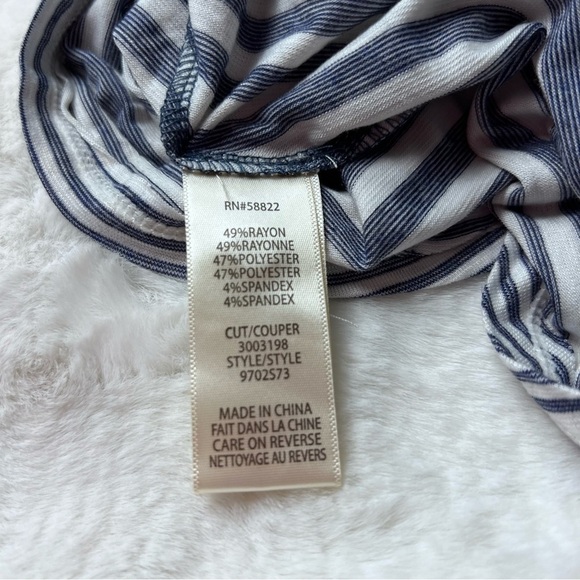 RN#58822
49%RAYON
49%RAYONNE
47%POLYESTER
47%POLYESTER
4%SPANDEX
4%SPANDEX
CUT/COUPER
3003198
STYLE/STYLE
9702S73
MADE IN CHINA
FAIT DANS LA CHINE
CARE ON REVERSE
NETTOYAGE AU REVERS